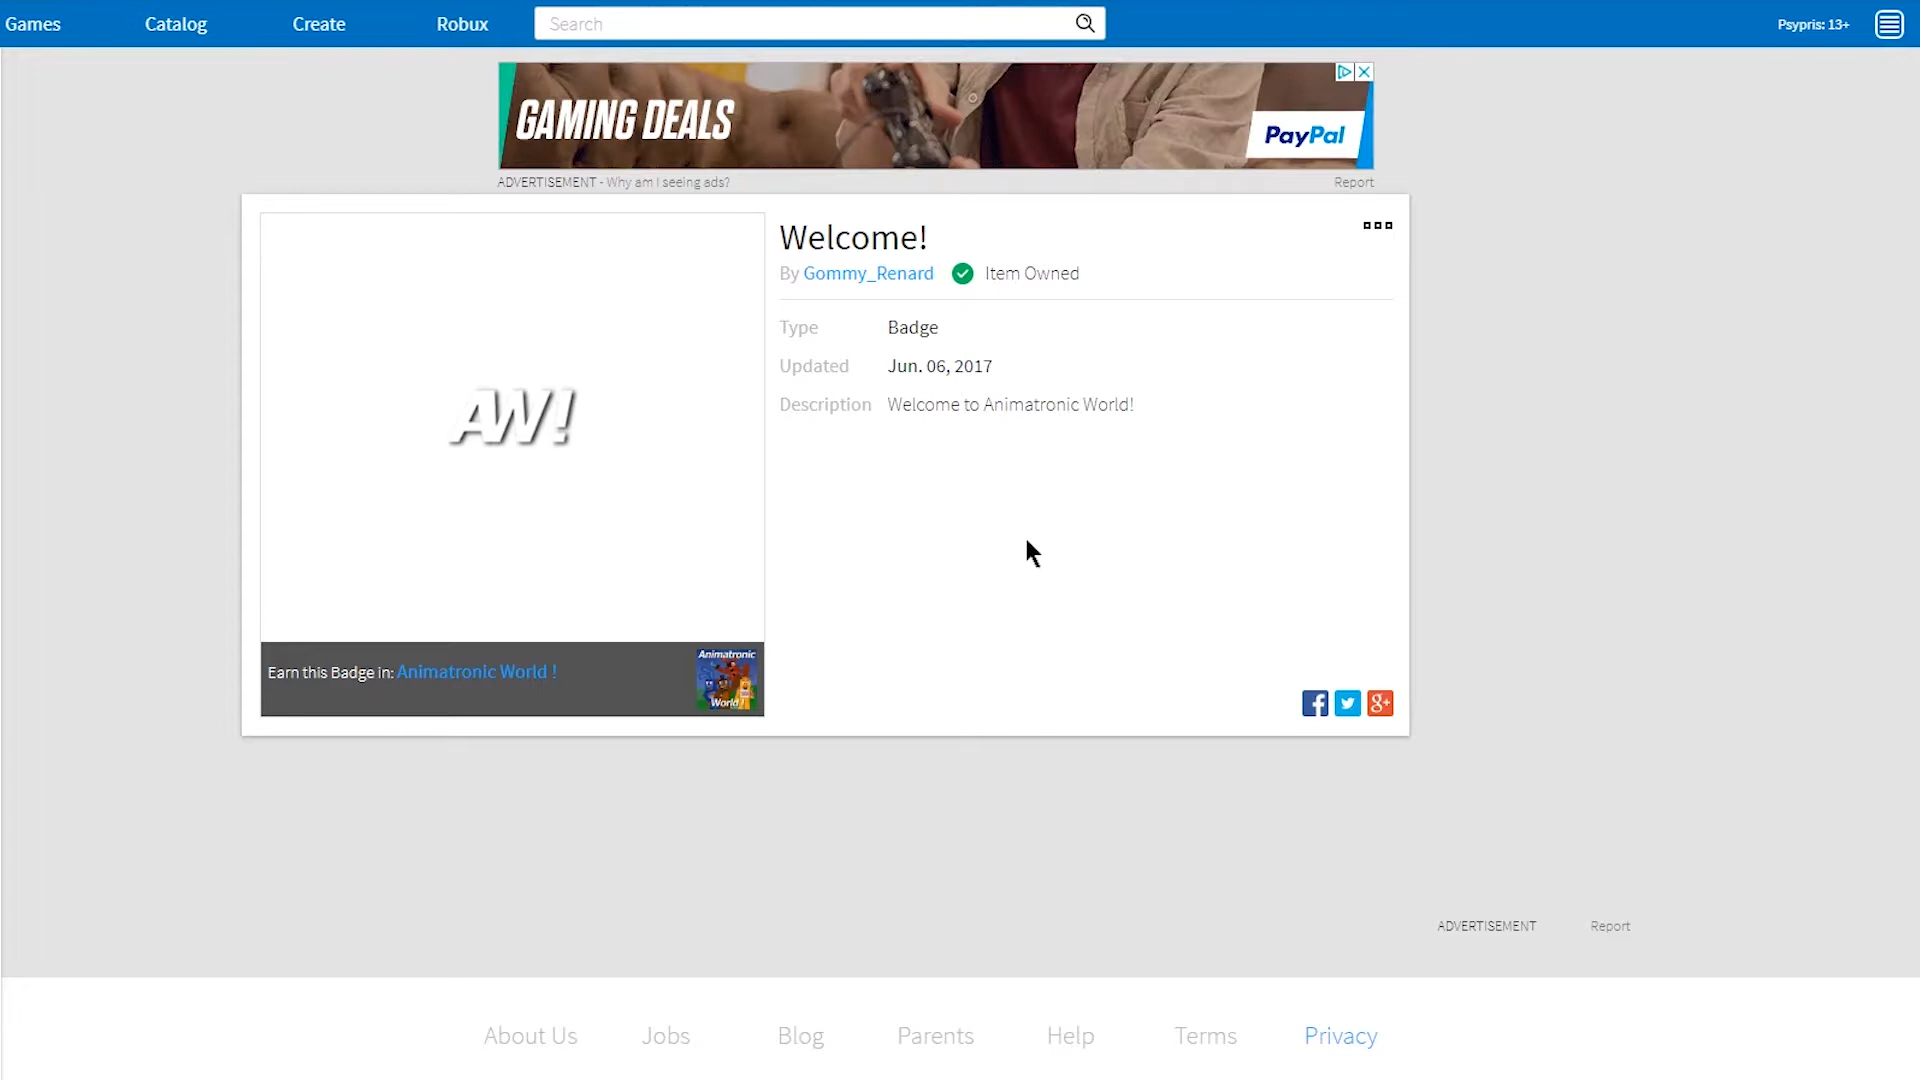 Games Catalog Create Robux Search Psypris: 13+
GAMING DEALS
PayPal
ADVERTISEMENT - Why am I seeing ads? Report
Welcome!
By Gommy_Renard Item Owned
Type Badge
Updated Jun. 06, 2017
Description Welcome to Animatronic World!
AW!
Earn this Badge in: Animatronic World !
Animatronic
World !
ADVERTISEMENT Report
About Us Jobs Blog Parents Help Terms Privacy